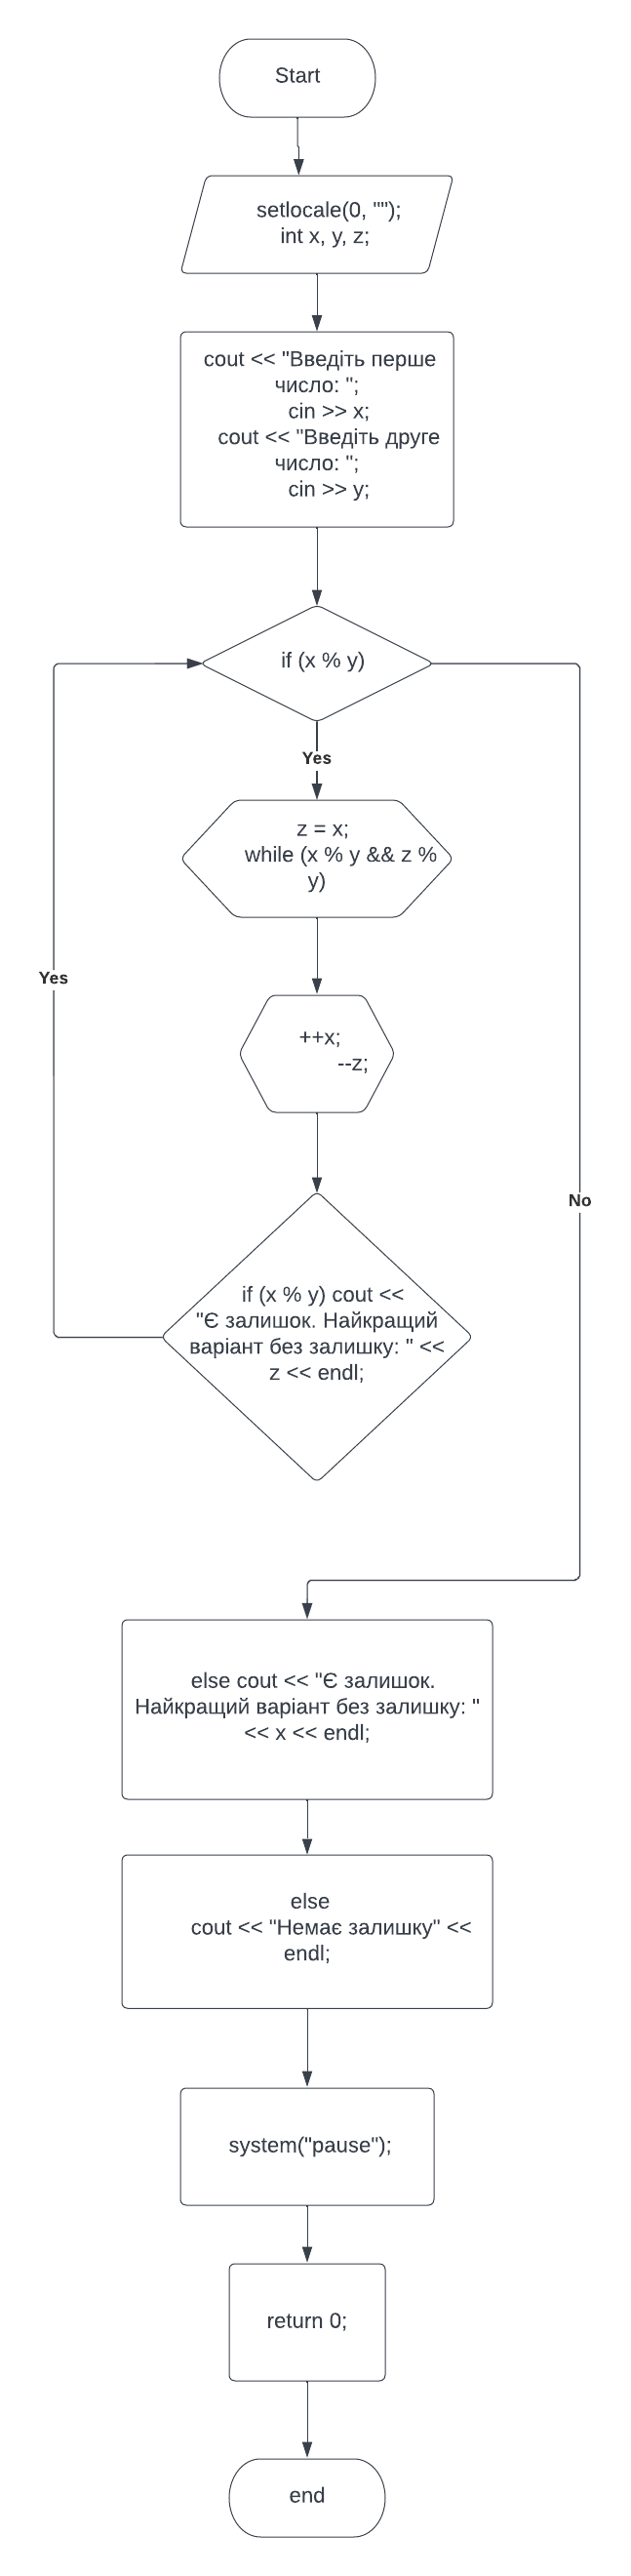 Start
setlocale(0, "");
int x, y, z;
cout << "Введіть перше
число: ";
cin >> x;
cout << "Введіть друге
число: ";
cin >> y;
if (x % y)
Yes
z = x;
while (x % y && z %
y)
Yes
++x;
--z;
No
if (x % y) cout <<
"Є залишок. Найкращий
варіант без залишку: " <<
z << endl;
else cout << "Є залишок.
Найкращий варіант без залишку: "
<< x << endl;
else
cout << "Немає залишку" <<
endl;
system("pause");
return 0;
end